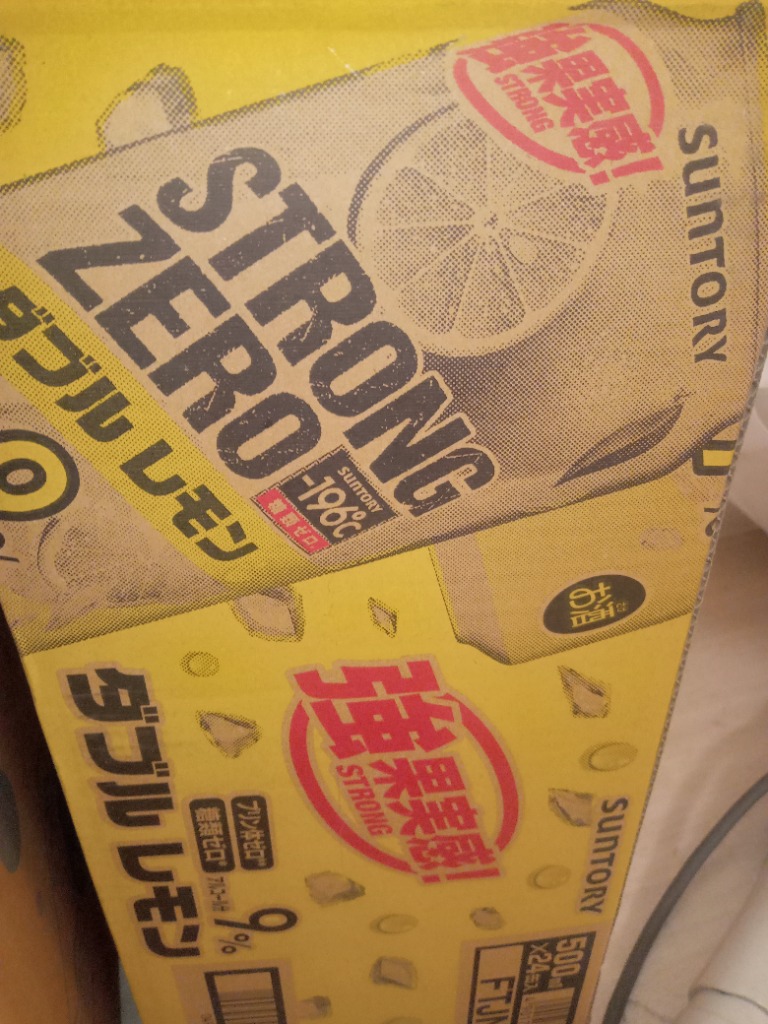 強果実感!
STRONG
SUNTORY
STRONG
ZERO
ダブル レモン
SUNTORY
-196℃
糖類ゼロ
お酒
強果実感!
STRONG
SUNTORY
ダブル レモン
プリン体ゼロ
糖類ゼロ
アルコール分
9%
500ml
×24